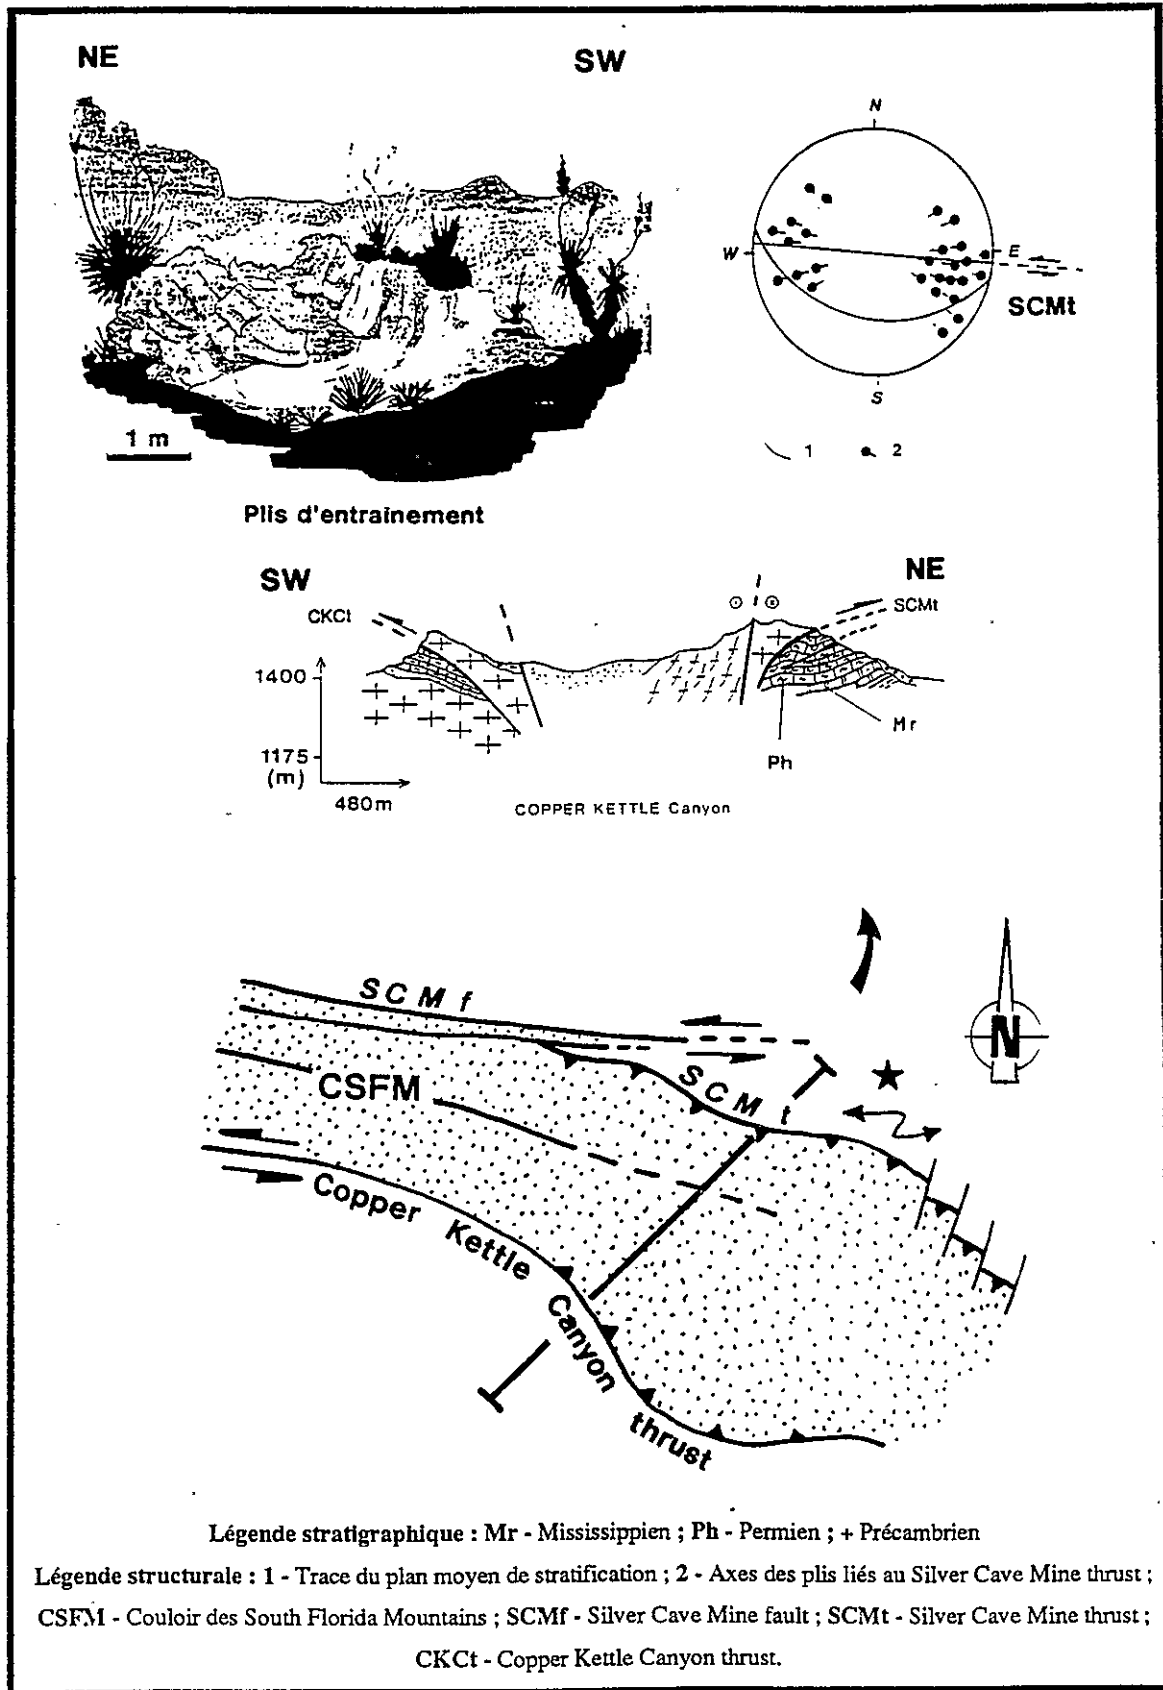 NE
SW
1 m
Plis d'entrainement
N
W
E
S
SCMt
1
2
SW
NE
CKCt
SCMt
1400
1175
(m)
480m
Mr
Ph
COPPER KETTLE Canyon
SCMf
SCMt
CSFM
N
Copper Kettle Canyon thrust
Légende stratigraphique : Mr - Mississippien ; Ph - Permien ; + Précambrien
Légende structurale : 1 - Trace du plan moyen de stratification ; 2 - Axes des plis liés au Silver Cave Mine thrust ;
CSFM - Couloir des South Florida Mountains ; SCMf - Silver Cave Mine fault ; SCMt - Silver Cave Mine thrust ;
CKCt - Copper Kettle Canyon thrust.